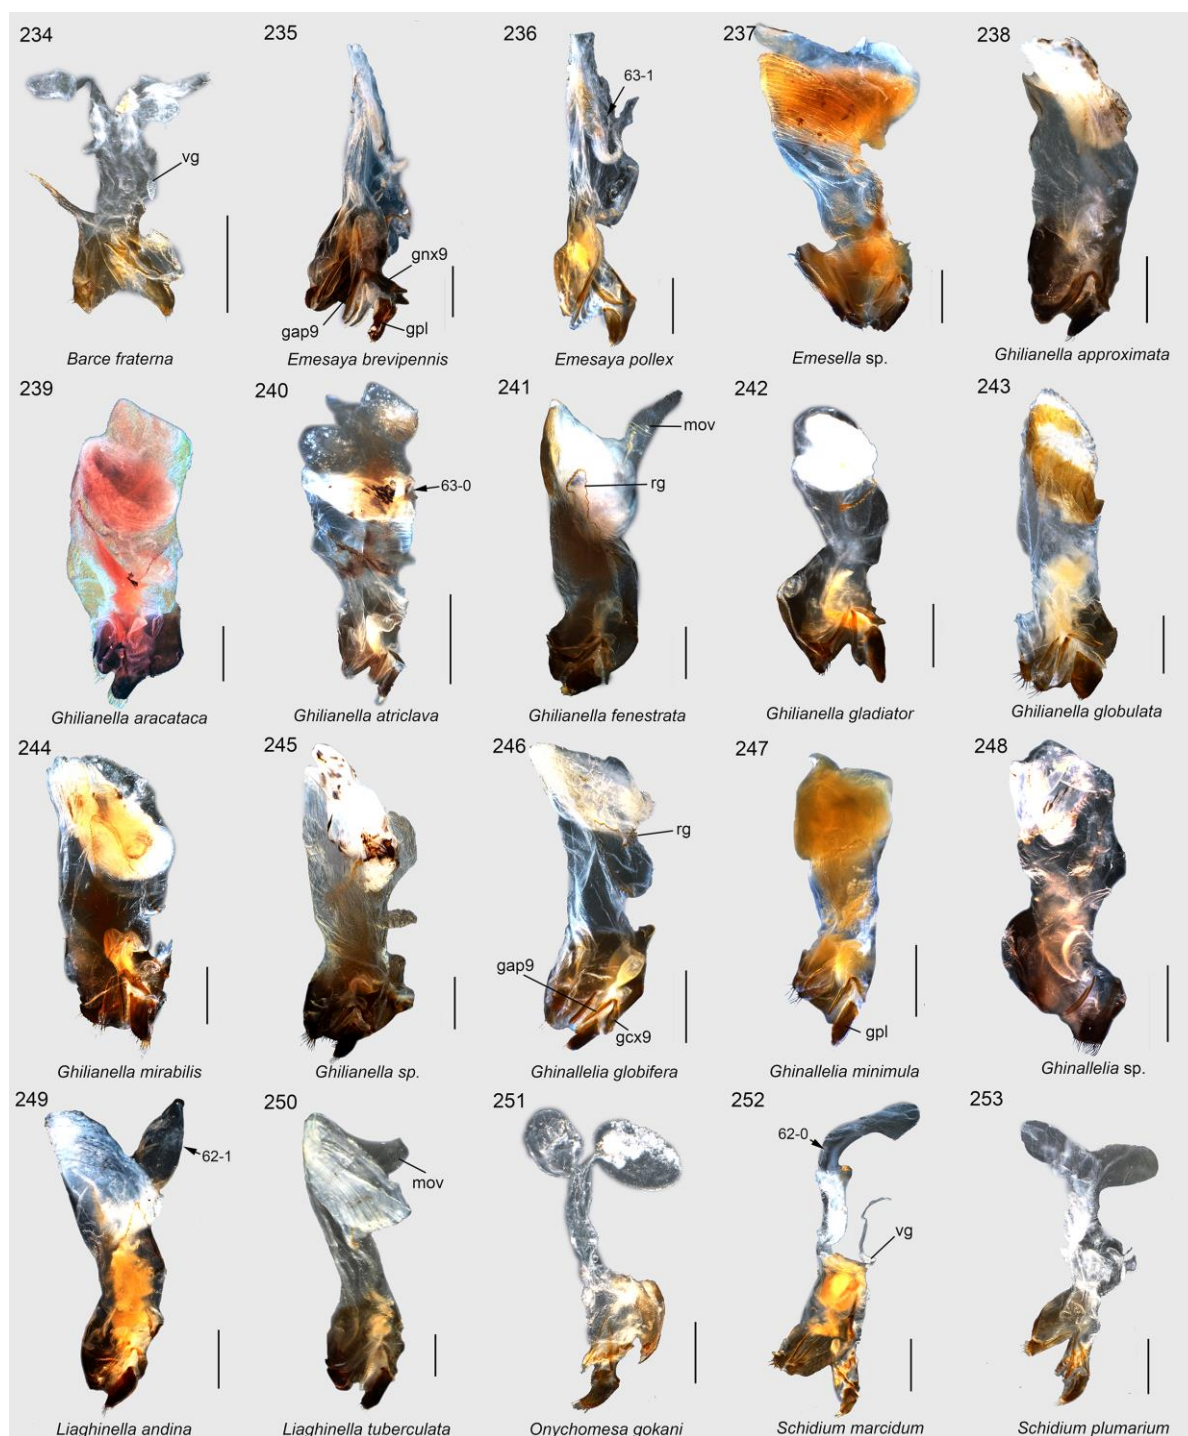 234
235
236
237
238
63-1
vg
gnx9
gap9
gpl
Barce fraterna
Emesaya brevipennis
Emesaya pollex
Emesella sp.
Ghilianella approximata
239
240
241
242
243
mov
rg
63-0
Ghilianella aracataca
Ghilianella atriclava
Ghilianella fenestrata
Ghilianella gladiator
Ghilianella globulata
244
245
246
247
248
rg
gap9
gcx9
gpl
Ghilianella mirabilis
Ghilianella sp.
Ghinallelia globifera
Ghinallelia minimula
Ghinallelia sp.
249
250
251
252
253
62-1
mov
62-0
vg
Liaghinella andina
Liaghinella tuberculata
Onychomesa gokani
Schidium marcidum
Schidium plumarium